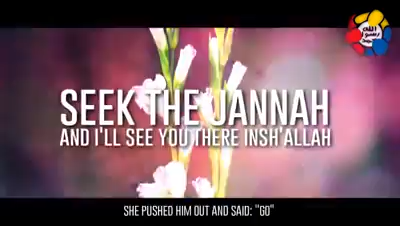 SEEK THE JANNAH
AND I'LL SEE YOU THERE INSH'ALLAH
SHE PUSHED HIM OUT AND SAID: "GO"